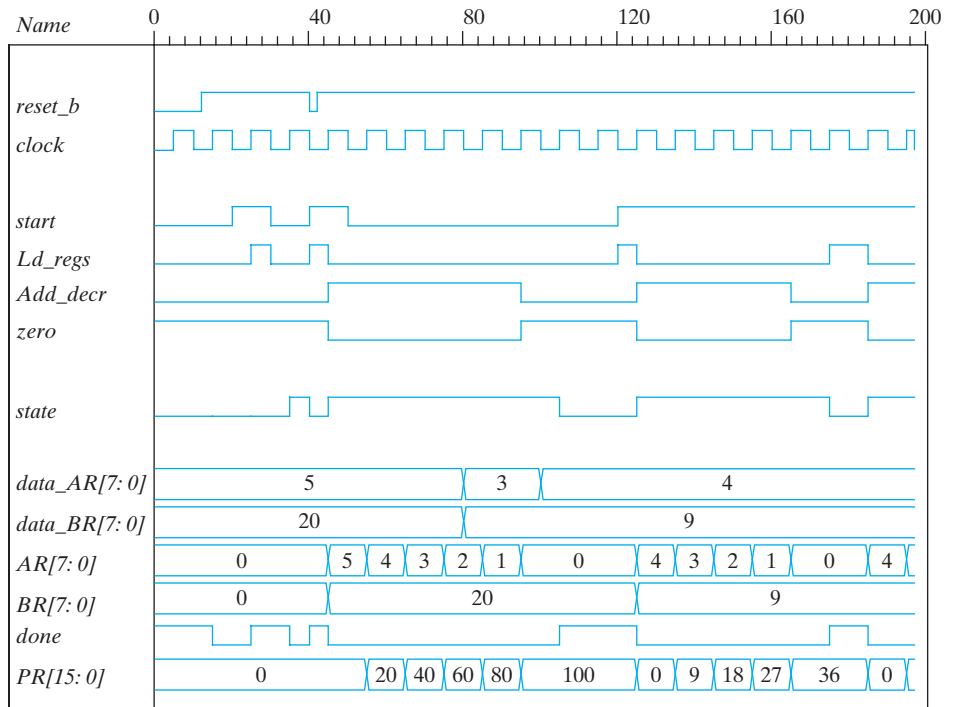 Name 0 40 80 120 160 200
reset_b
clock
start
Ld_regs
Add_decr
zero
state
data_AR[7: 0] 5 3 4
data_BR[7: 0] 20 9
AR[7: 0] 0 5 4 3 2 1 0 4 3 2 1 0 4
BR[7: 0] 0 20 9
done
PR[15: 0] 0 20 40 60 80 100 0 9 18 27 36 0